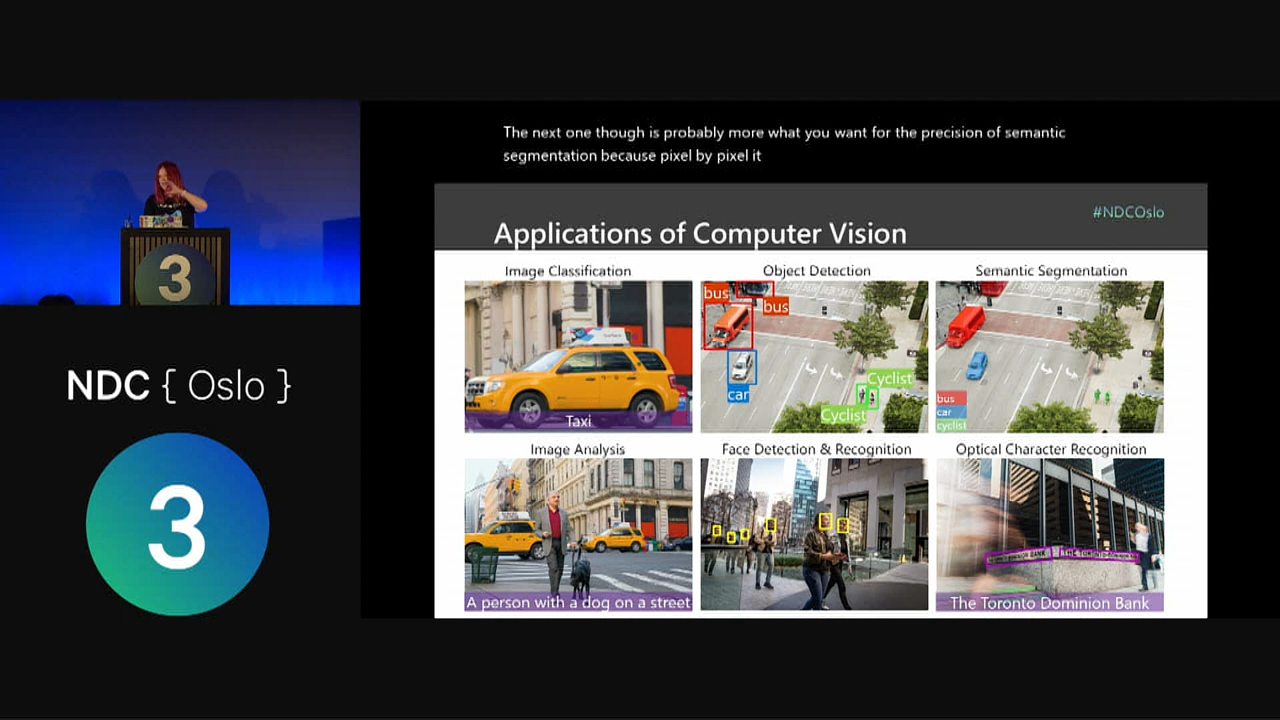 The next one though is probably more what you want for the precision of semantic
segmentation because pixel by pixel it
#NDCOslo
Applications of Computer Vision
Image Classification
Object Detection
Semantic Segmentation
Taxi
bus
bus
car
Cyclist
Cyclist
bus
car
cyclist
Image Analysis
Face Detection & Recognition
Optical Character Recognition
A person with a dog on a street
THE TORONTO-DOMINION
The Toronto Dominion Bank
3
NDC { Oslo }
3